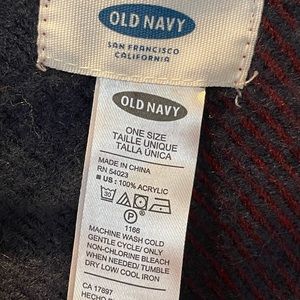 OLD NAVY
SAN FRANCISCO
CALIFORNIA
OLD NAVY
ONE SIZE
TAILLE UNIQUE
TALLA ÚNICA
MADE IN CHINA
RN 54023
■ US : 100% ACRYLIC
30
P
1166
MACHINE WASH COLD
GENTLE CYCLE/ ONLY
NON-CHLORINE BLEACH
WHEN NEEDED/ TUMBLE
DRY LOW/ COOL IRON
CA 17897